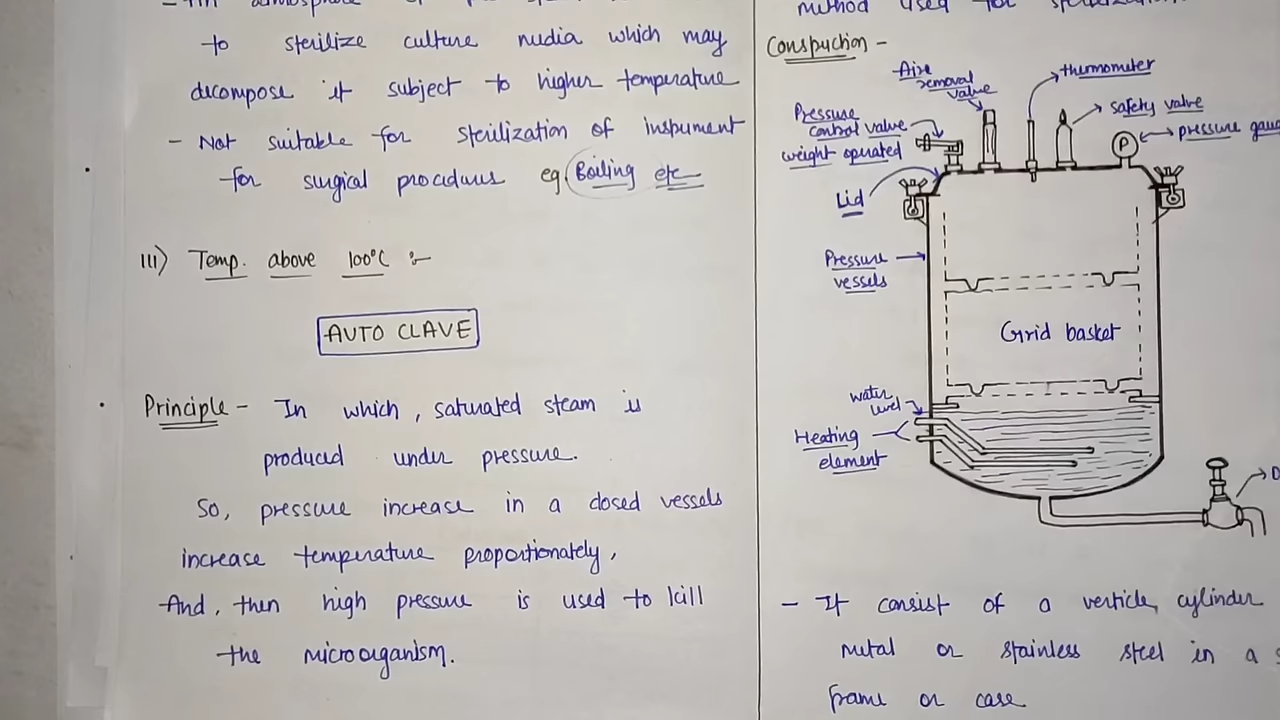 to sterilize culture media which may
decompose if subject to higher temperature
- Not suitable for sterilization of instrument
for surgical procedures eg Boiling etc
III) Temp. above 100°C :-
AUTO CLAVE
Principle - In which, saturated steam is
produced under pressure.
So, pressure increase in a closed vessels
increase temperature proportionately,
And, then high pressure is used to kill
the microorganism.
method used for
Construction -
Aire
removal
valve
thermometer
Pressure
control valve
weight operated
safety valve
P
pressure
Lid
Pressure
vessels
Grid basket
water
level
Heating
element
- It consist of a verticle, cylinder
metal or stainless steel in a
frame or case